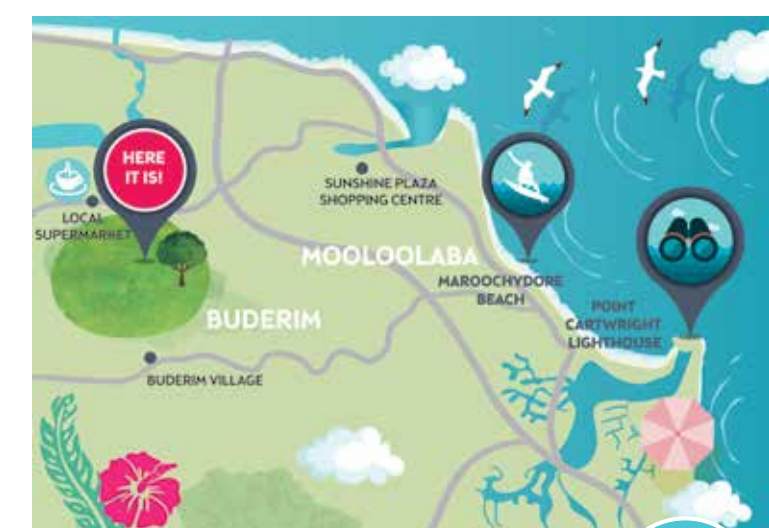 HERE
IT IS!
LOCAL
SUPERMARKET
SUNSHINE PLAZA
SHOPPING CENTRE
MOOLOOLABA
MAROOCHYDORE
BEACH
POINT
CARTWRIGHT
LIGHTHOUSE
BUDERIM
BUDERIM VILLAGE